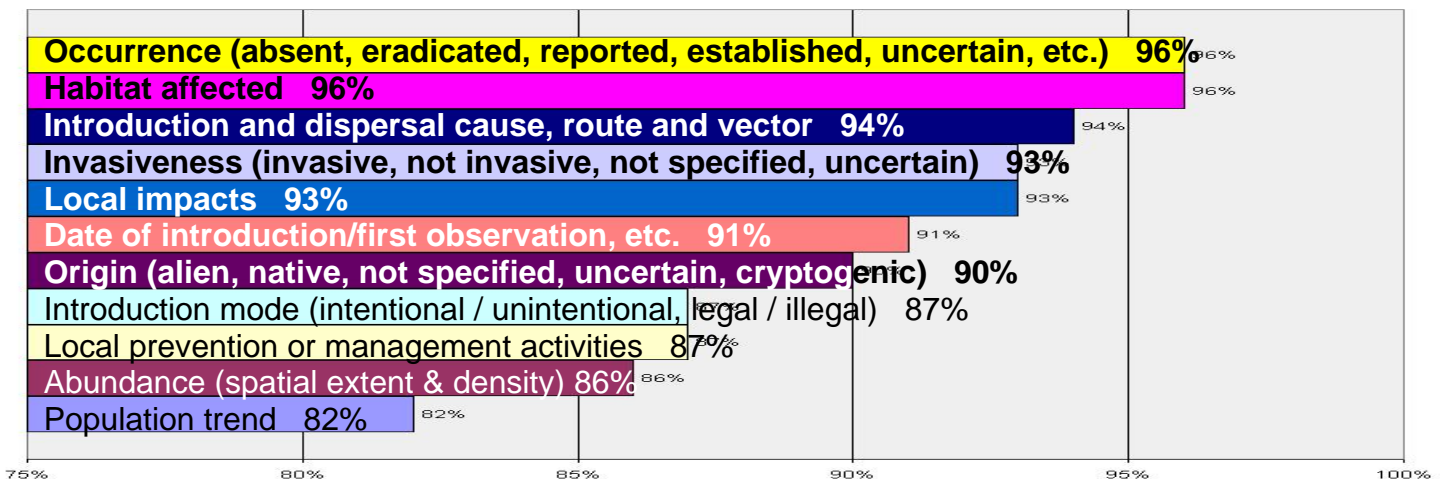 Occurrence (absent, eradicated, reported, established, uncertain, etc.) 96% 96%
Habitat affected 96% 96%
Introduction and dispersal cause, route and vector 94% 94%
Invasiveness (invasive, not invasive, not specified, uncertain) 93%
Local impacts 93% 93%
Date of introduction/first observation, etc. 91% 91%
Origin (alien, native, not specified, uncertain, cryptogenic) 90%
Introduction mode (intentional / unintentional, legal / illegal) 87% 87%
Local prevention or management activities 87% 87%
Abundance (spatial extent & density) 86% 86%
Population trend 82% 82%
75% 80% 85% 90% 95% 100%